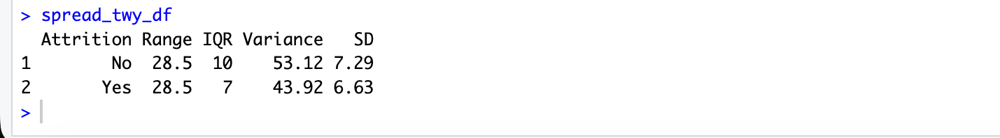 > spread_twy_df
  Attrition Range IQR Variance   SD
1        No  28.5  10    53.12 7.29
2       Yes  28.5   7    43.92 6.63
>